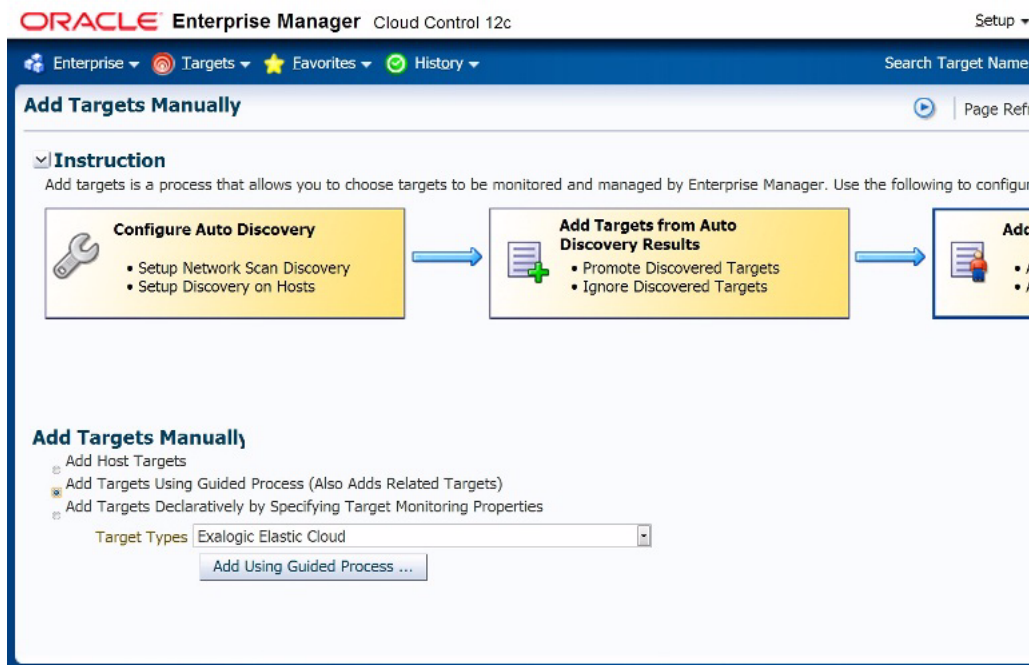 ORACLE Enterprise Manager Cloud Control 12c
Setup
Enterprise Targets Favorites History
Search Target Name
Add Targets Manually
Page Refr
Instruction
Add targets is a process that allows you to choose targets to be monitored and managed by Enterprise Manager. Use the following to configur
Configure Auto Discovery
• Setup Network Scan Discovery
• Setup Discovery on Hosts
Add Targets from Auto
Discovery Results
• Promote Discovered Targets
• Ignore Discovered Targets
Add
• A
• A
Add Targets Manually
Add Host Targets
Add Targets Using Guided Process (Also Adds Related Targets)
Add Targets Declaratively by Specifying Target Monitoring Properties
Target Types Exalogic Elastic Cloud
Add Using Guided Process ...